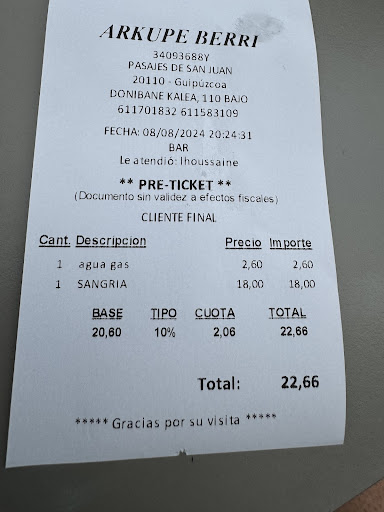 ARKUPE BERRI
34093688Y
PASAJES DE SAN JUAN
20110 - Guipúzcoa
DONIBANE KALEA, 110 BAJO
611701832 611583109
FECHA: 08/08/2024 20:24:31
BAR
Le atendió: lhoussaine
** PRE-TICKET **
(Documento sin validez a efectos fiscales)
CLIENTE FINAL
Cant. Descripcion Precio Importe
1 agua gas 2,60 2,60
1 SANGRIA 18,00 18,00
BASE TIPO CUOTA TOTAL
20,60 10% 2,06 22,66
Total: 22,66
***** Gracias por su visita *****